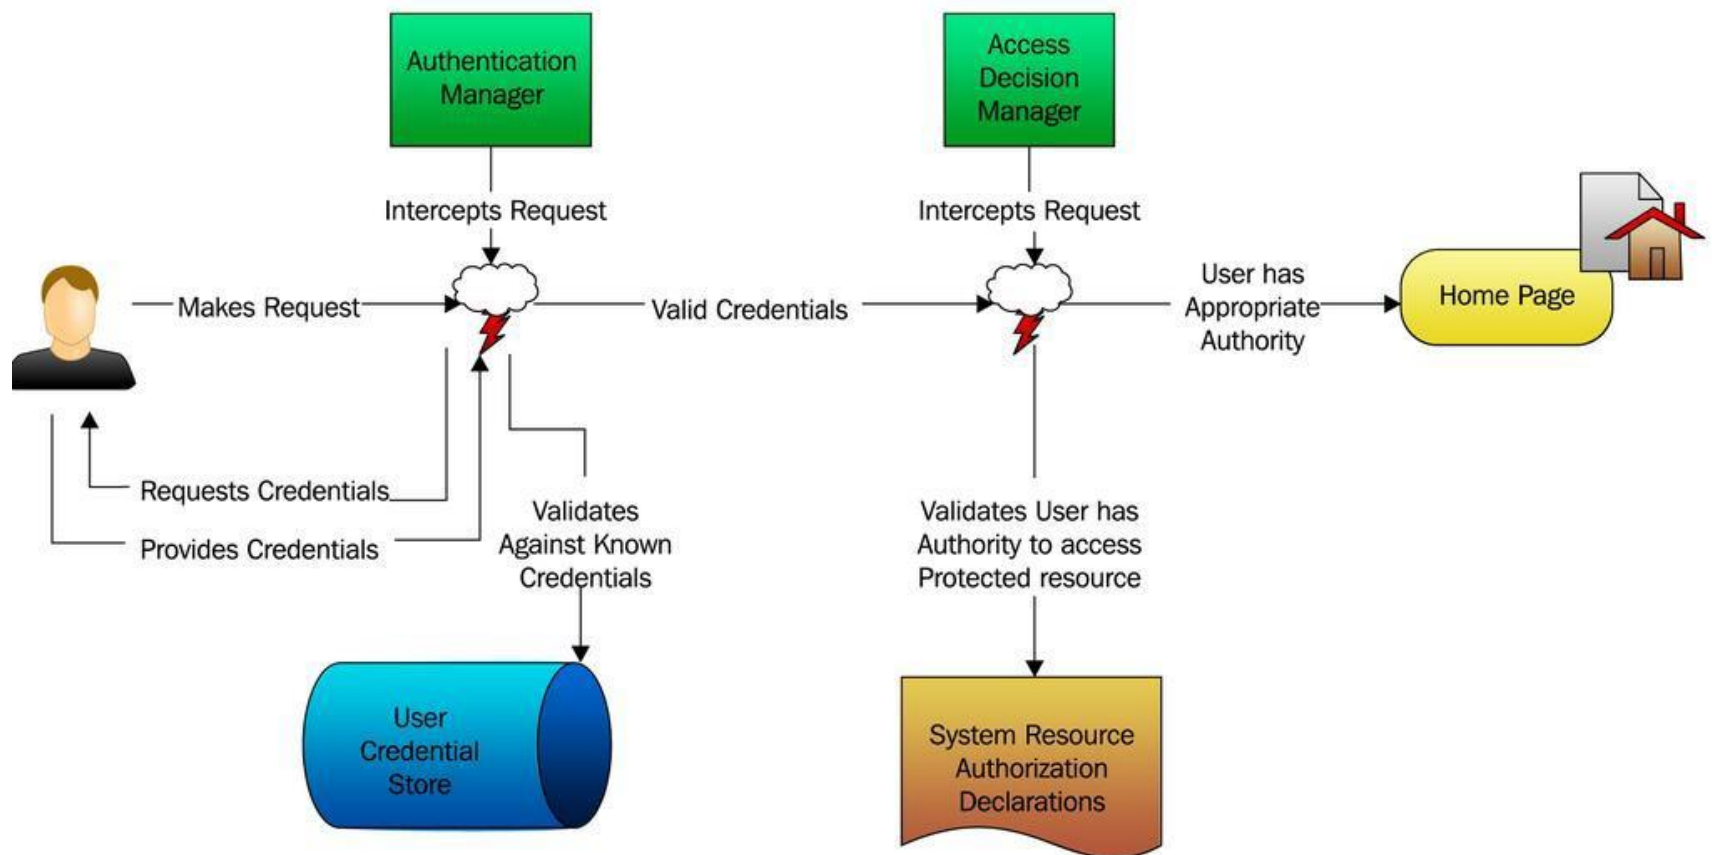 Authentication
Manager
Access
Decision
Manager
Intercepts Request
Intercepts Request
Makes Request
Valid Credentials
User has
Appropriate
Authority
Home Page
Requests Credentials
Provides Credentials
Validates
Against Known
Credentials
Validates User has
Authority to access
Protected resource
User
Credential
Store
System Resource
Authorization
Declarations